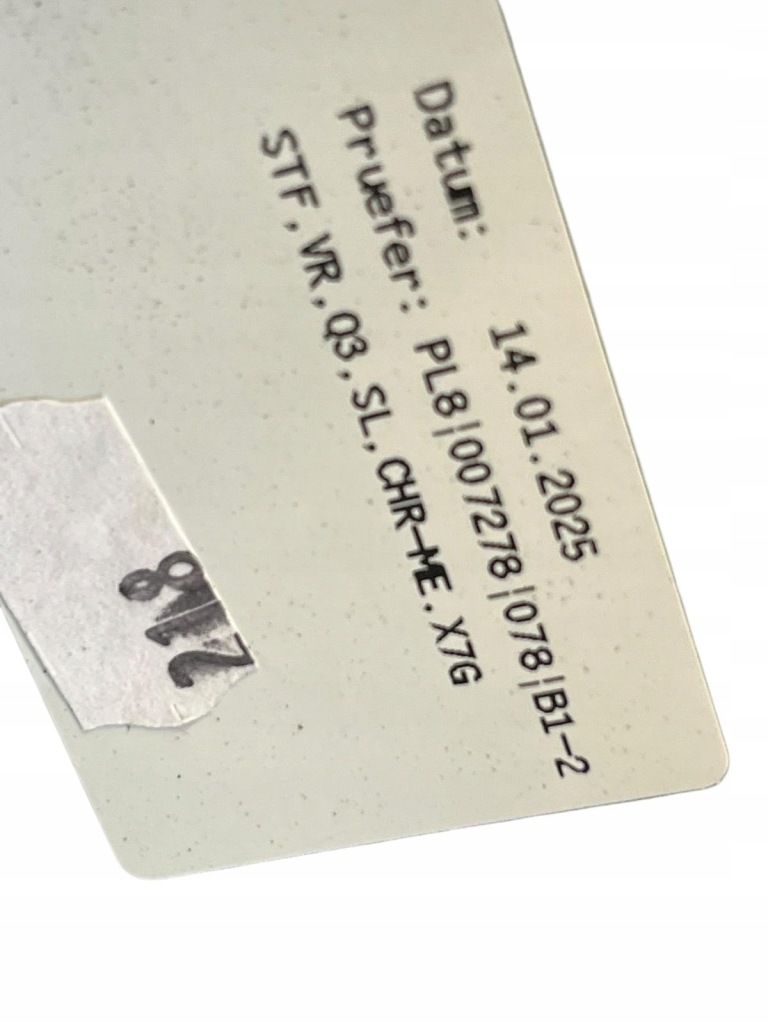 Datum: 14.01.2025
Pruefer: PL8|007278|078|B1-2
STF,VR,Q3,SL,CHR-ME.X7G
218